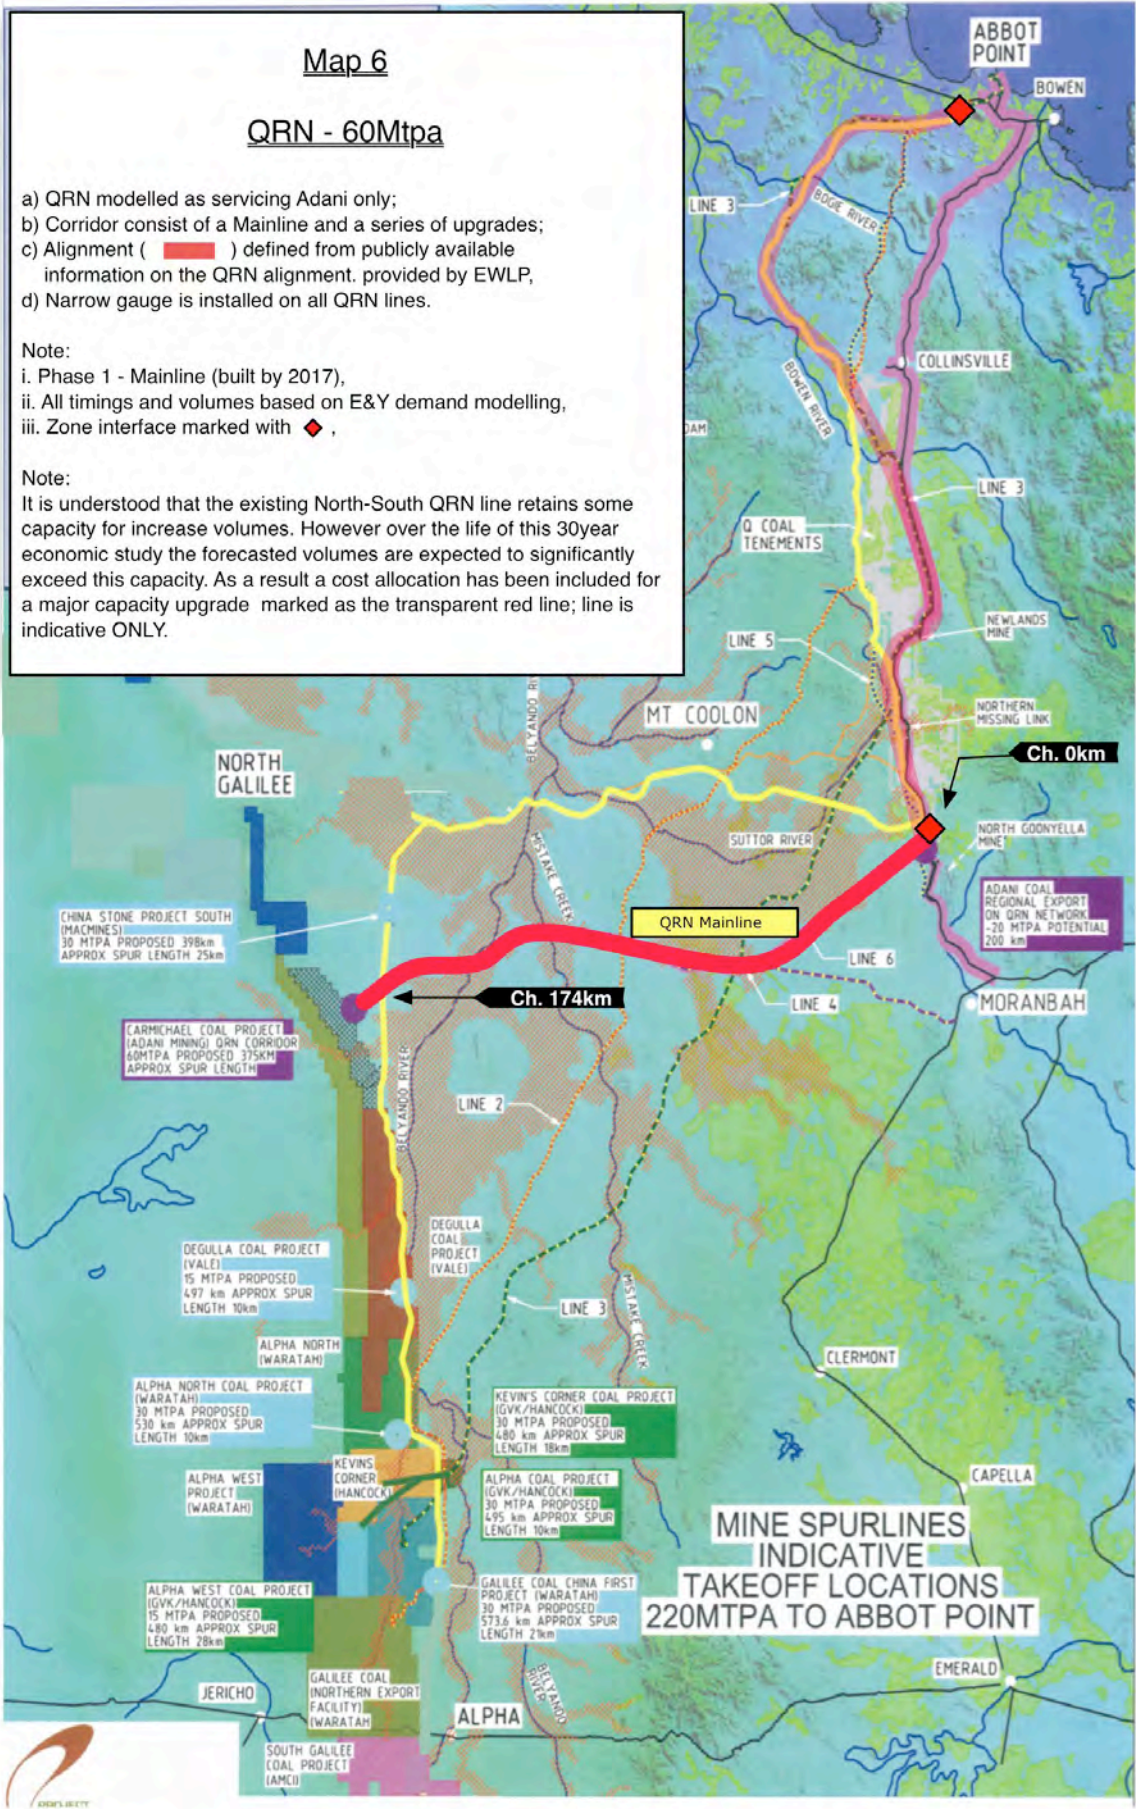 Map 6
QRN - 60Mtpa
a) QRN modelled as servicing Adani only;
b) Corridor consist of a Mainline and a series of upgrades;
c) Alignment ( ) defined from publicly available
information on the QRN alignment. provided by EWLP,
d) Narrow gauge is installed on all QRN lines.
Note:
i. Phase 1 - Mainline (built by 2017),
ii. All timings and volumes based on E&Y demand modelling,
iii. Zone interface marked with ,
Note:
It is understood that the existing North-South QRN line retains some
capacity for increase volumes. However over the life of this 30year
economic study the forecasted volumes are expected to significantly
exceed this capacity. As a result a cost allocation has been included for
a major capacity upgrade marked as the transparent red line; line is
indicative ONLY.
ABBOT
POINT
BOWEN
LINE 3
BOGIE RIVER
COLLINSVILLE
BOWEN RIVER
DAM
LINE 3
Q COAL
TENEMENTS
NEWLANDS
MINE
LINE 5
BELYANDO RI
MT COOLON
NORTHERN
MISSING LINK
Ch. 0km
NORTH
GALILEE
SUTTOR RIVER
NORTH GOONYELLA
MINE
MISTAKE CREEK
ADANI COAL
REGIONAL EXPORT
ON QRN NETWORK
~20 MTPA POTENTIAL
200 km
CHINA STONE PROJECT SOUTH
(MACMINES)
30 MTPA PROPOSED 398km
APPROX SPUR LENGTH 25km
QRN Mainline
LINE 6
LINE 4
MORANBAH
Ch. 174km
CARMICHAEL COAL PROJECT
(ADANI MINING) QRN CORRIDOR
60MTPA PROPOSED 375KM
APPROX SPUR LENGTH
BELYANDO RIVER
LINE 2
DEGULLA
COAL
PROJECT
(VALE)
DEGULLA COAL PROJECT
(VALE)
15 MTPA PROPOSED
497 km APPROX SPUR
LENGTH 10km
LINE 3
MISTAKE CREEK
ALPHA NORTH
(WARATAH)
CLERMONT
ALPHA NORTH COAL PROJECT
(WARATAH)
30 MTPA PROPOSED
530 km APPROX SPUR
LENGTH 10km
KEVIN'S CORNER COAL PROJECT
(GVK/HANCOCK)
30 MTPA PROPOSED
480 km APPROX SPUR
LENGTH 18km
KEVINS
CORNER
(HANCOCK)
ALPHA WEST
PROJECT
(WARATAH)
ALPHA COAL PROJECT
(GVK/HANCOCK)
30 MTPA PROPOSED
495 km APPROX SPUR
LENGTH 10km
CAPELLA
MINE SPURLINES
INDICATIVE
TAKEOFF LOCATIONS
220MTPA TO ABBOT POINT
ALPHA WEST COAL PROJECT
(GVK/HANCOCK)
15 MTPA PROPOSED
480 km APPROX SPUR
LENGTH 28km
GALILEE COAL CHINA FIRST
PROJECT (WARATAH)
30 MTPA PROPOSED
573.6 km APPROX SPUR
LENGTH 21km
BELYANDO
RIVER
EMERALD
JERICHO
GALILEE COAL
(NORTHERN EXPORT
FACILITY)
(WARATAH
ALPHA
SOUTH GALILEE
COAL PROJECT
(AMCI)